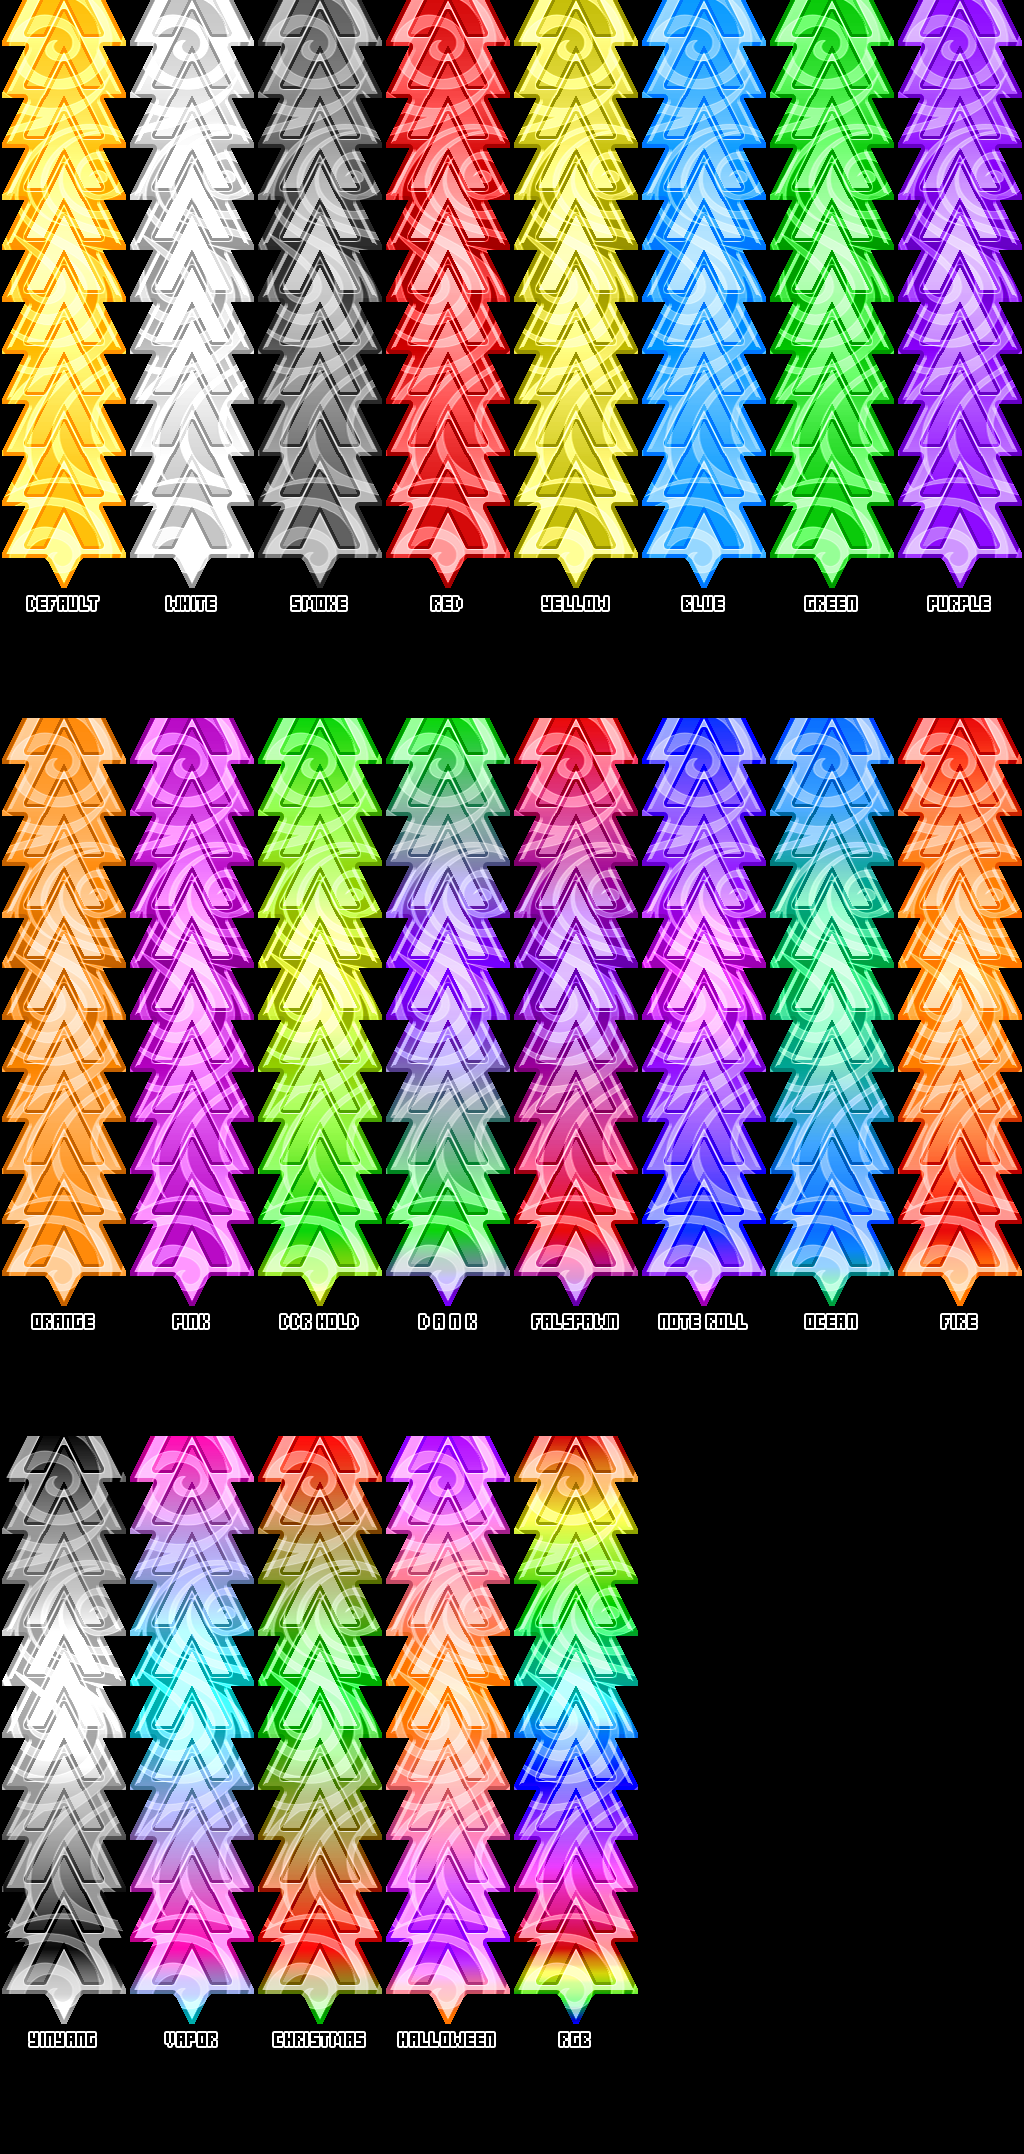 DEFAULT
WHITE
SMOKE
RED
YELLOW
BLUE
GREEN
PURPLE
ORANGE
PINK
DDR HOLD
D A N K
FALSPAWN
NOTE ROLL
OCEAN
FIRE
YINYANG
VAPOR
CHRISTMAS
HALLOWEEN
RGB